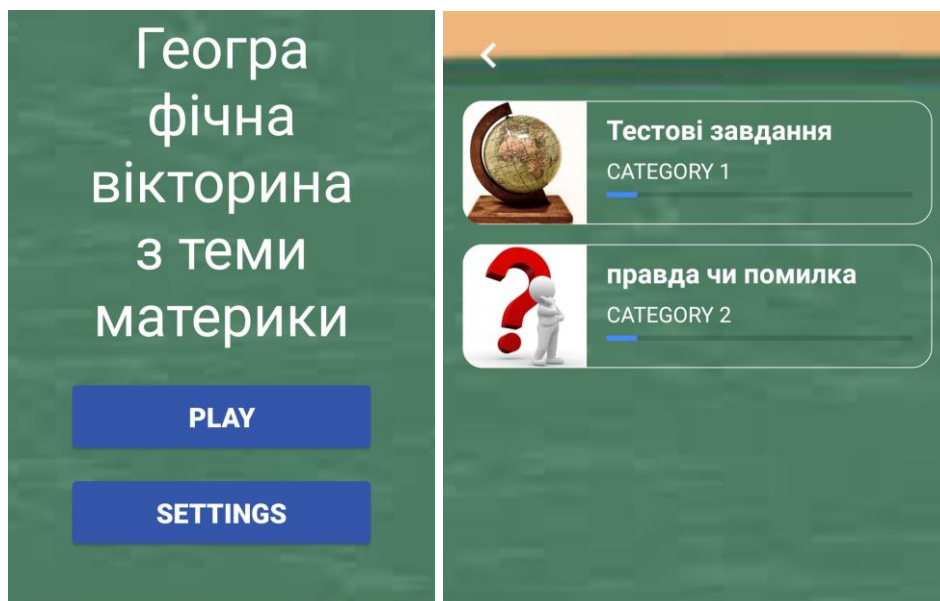 Геогра
фічна
вікторина
з теми
материки
PLAY
SETTINGS
Тестові завдання
CATEGORY 1
правда чи помилка
CATEGORY 2